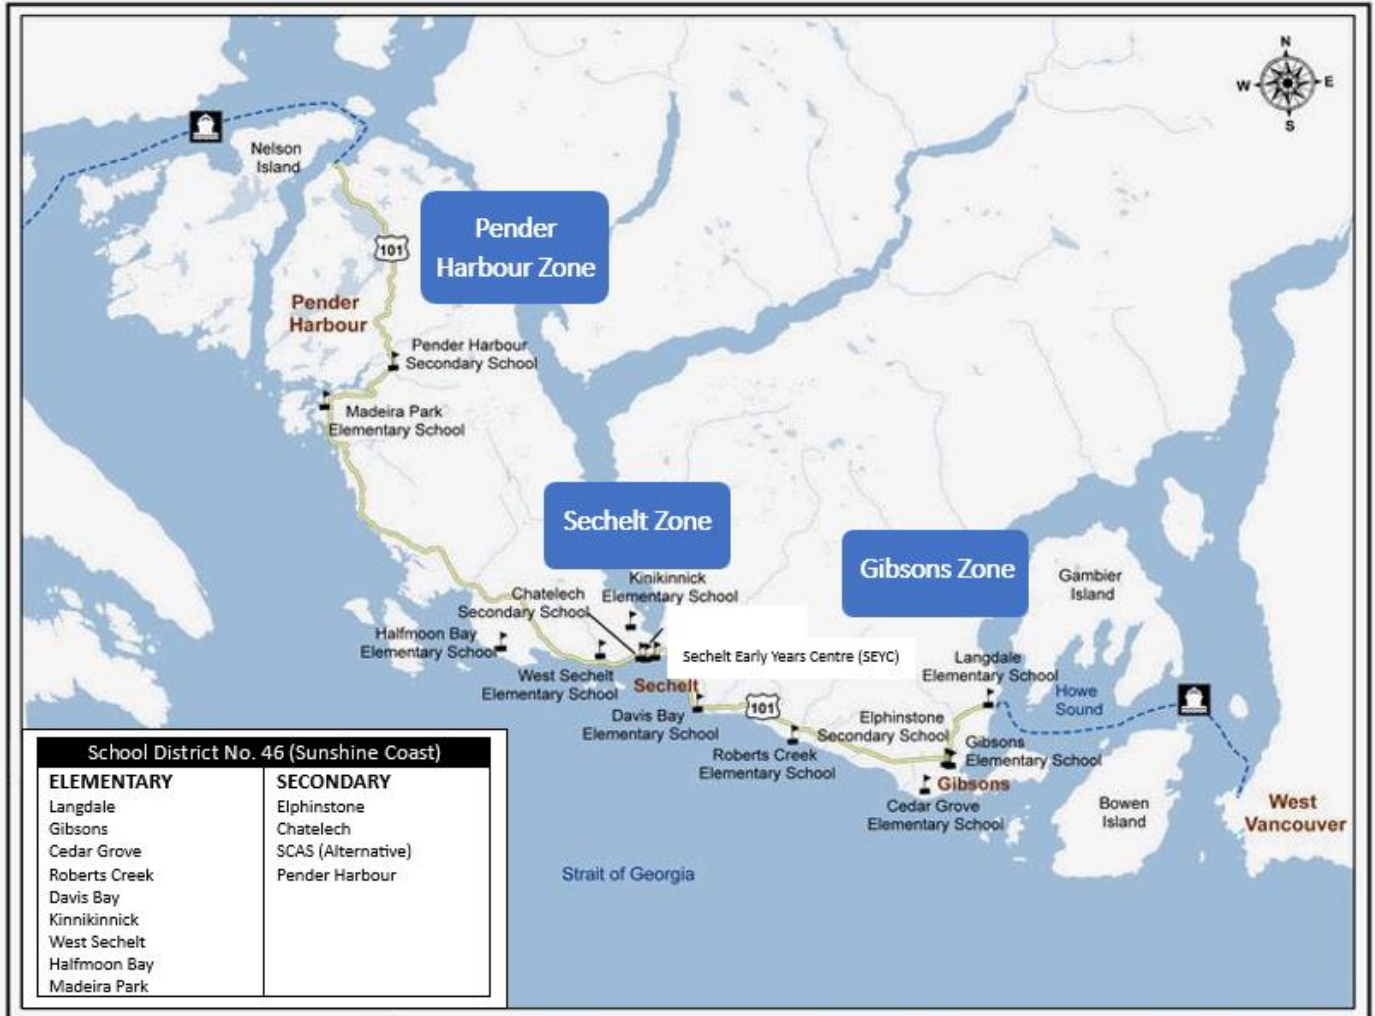 N
W
E
S
Nelson
Island
Pender
Harbour Zone
101
Pender
Harbour
Pender Harbour
Secondary School
Madeira Park
Elementary School
Sechelt Zone
Gibsons Zone
Kinikinnick
Elementary School
Chatelech
Secondary School
Gambier
Island
Halfmoon Bay
Elementary School
Sechelt Early Years Centre (SEYC)
Langdale
Elementary School
West Sechelt
Elementary School
Sechelt
Howe
Sound
101
Davis Bay
Elementary School
Elphinstone
Secondary School
Roberts Creek
Elementary School
Gibsons
Elementary School
Gibsons
Cedar Grove
Elementary School
Bowen
Island
West
Vancouver
Strait of Georgia
School District No. 46 (Sunshine Coast)
ELEMENTARY
Langdale
Gibsons
Cedar Grove
Roberts Creek
Davis Bay
Kinnikinnick
West Sechelt
Halfmoon Bay
Madeira Park
SECONDARY
Elphinstone
Chatelech
SCAS (Alternative)
Pender Harbour